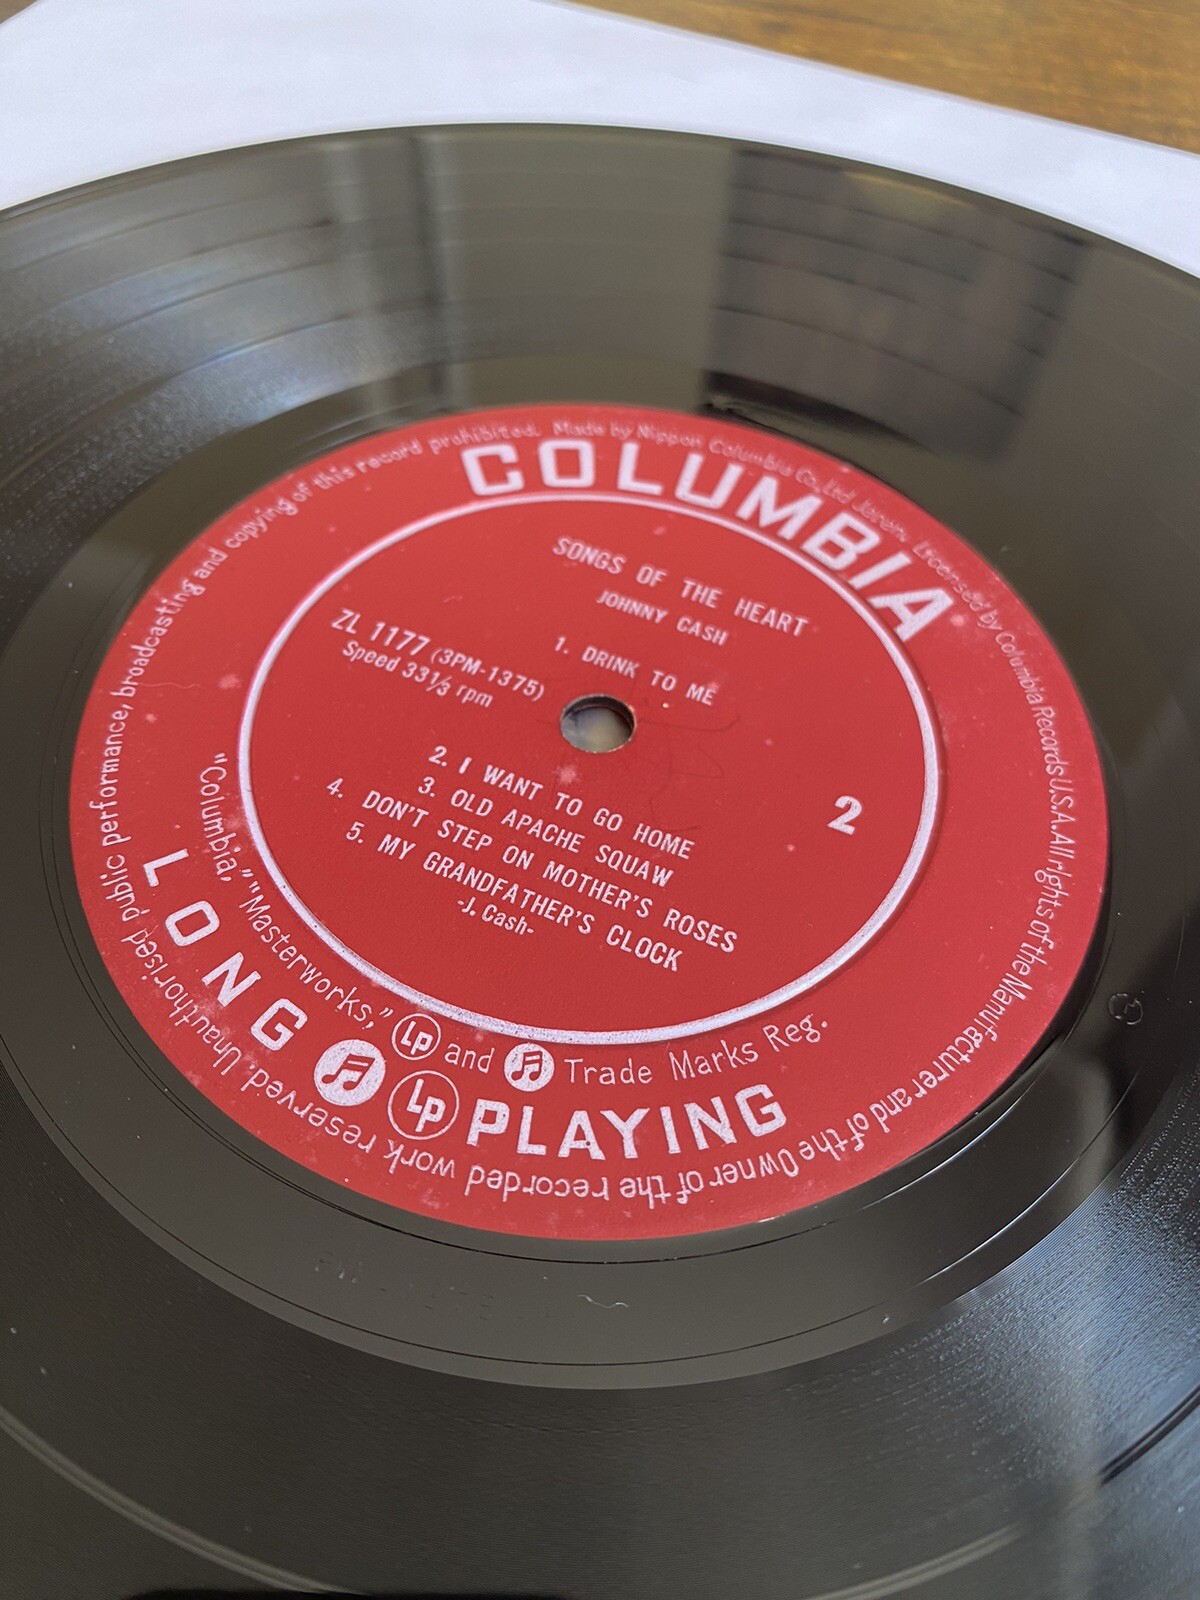 COLUMBIA
SONGS OF THE HEART
JOHNNY CASH
ZL 1177 (3PM-1375)
Speed 33⅓ rpm
1. DRINK TO ME
2. I WANT TO GO HOME
3. OLD APACHE SQUAW
4. DON'T STEP ON MOTHER'S ROSES
5. MY GRANDFATHER'S CLOCK
-J. Cash-
2
"Columbia," "Masterworks," Lp and Trade Marks Reg.
LONG Lp PLAYING
Made by Nippon Columbia Co., Ltd. Japan. Licensed by Columbia Records U.S.A. All rights of the Manufacturer and of the Owner of the recorded work reserved. Unauthorised public performance, broadcasting and copying of this record prohibited.